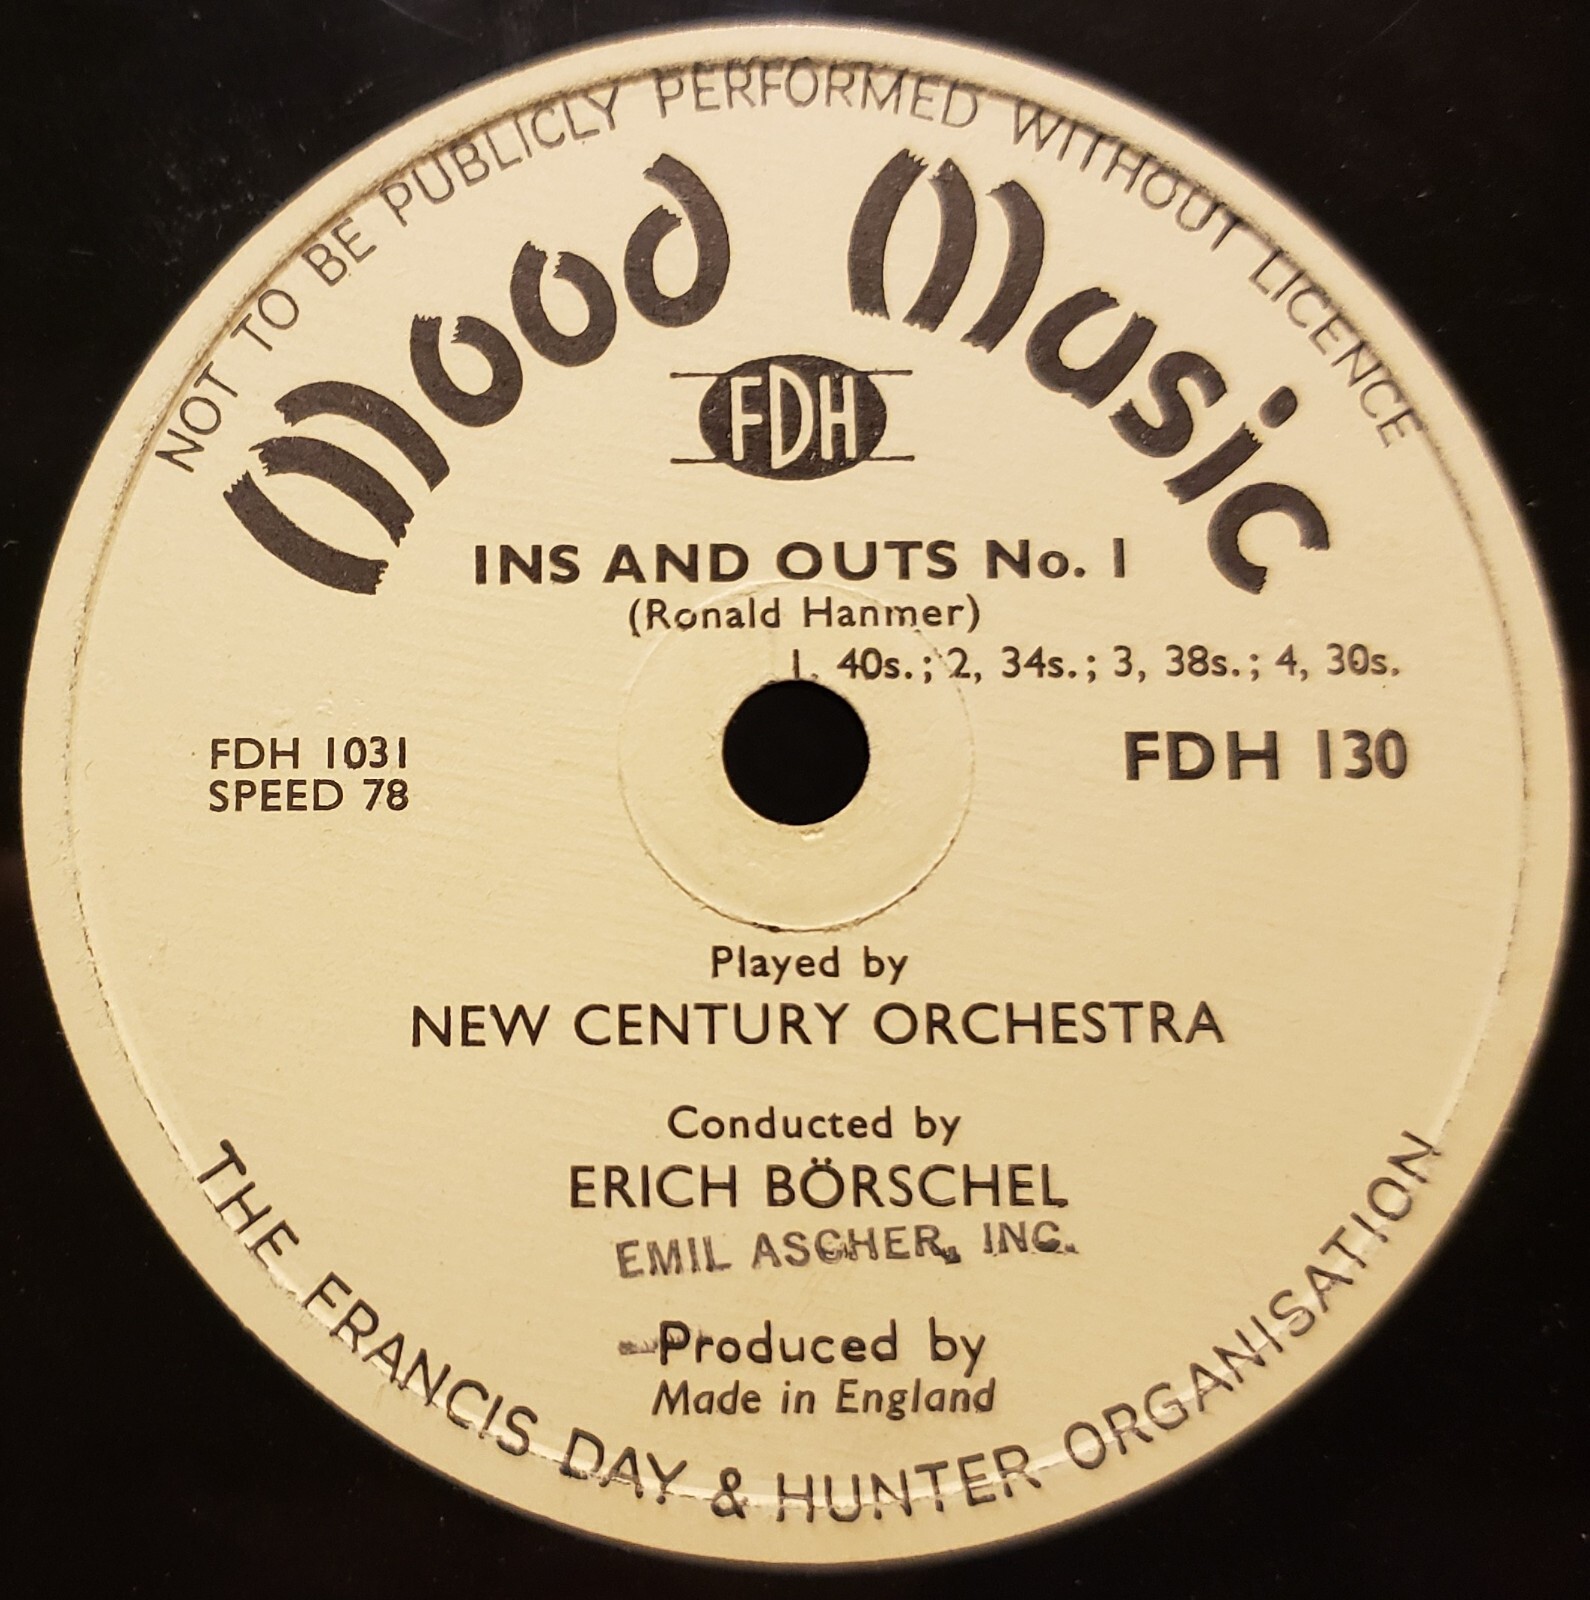 NOT TO BE PUBLICLY PERFORMED WITHOUT LICENCE
Mood Music
FDH
INS AND OUTS No. 1
(Ronald Hanmer)
1, 40s.; 2, 34s.; 3, 38s.; 4, 30s.
FDH 1031
SPEED 78
FDH 130
Played by
NEW CENTURY ORCHESTRA
Conducted by
ERICH BÖRSCHEL
EMIL ASCHER, INC.
Produced by
Made in England
THE FRANCIS DAY & HUNTER ORGANISATION